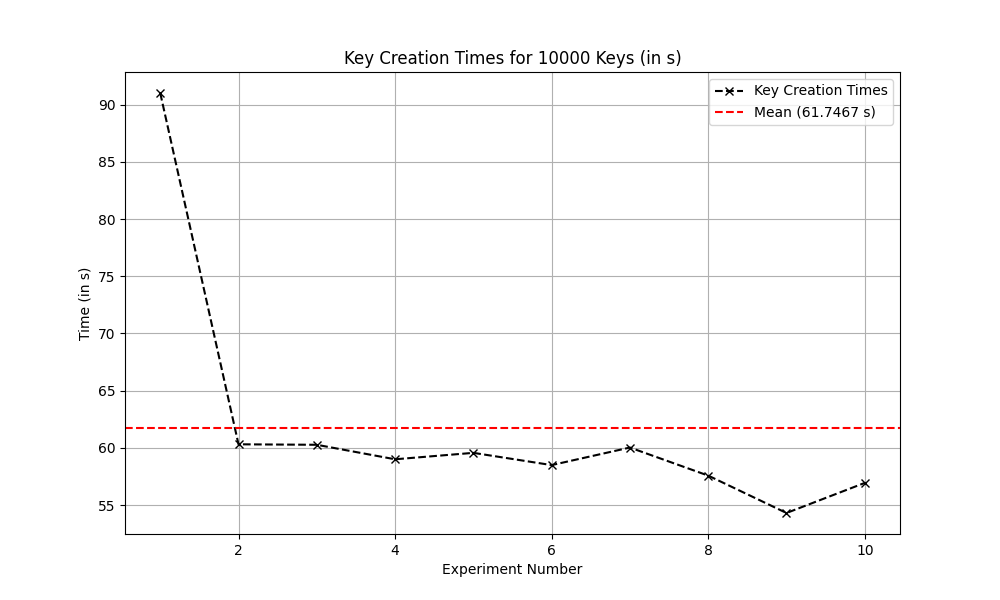 Key Creation Times for 10000 Keys (in s)
Key Creation Times
Mean (61.7467 s)
90
85
80
75
70
65
60
55
Time (in s)
2 4 6 8 10
Experiment Number